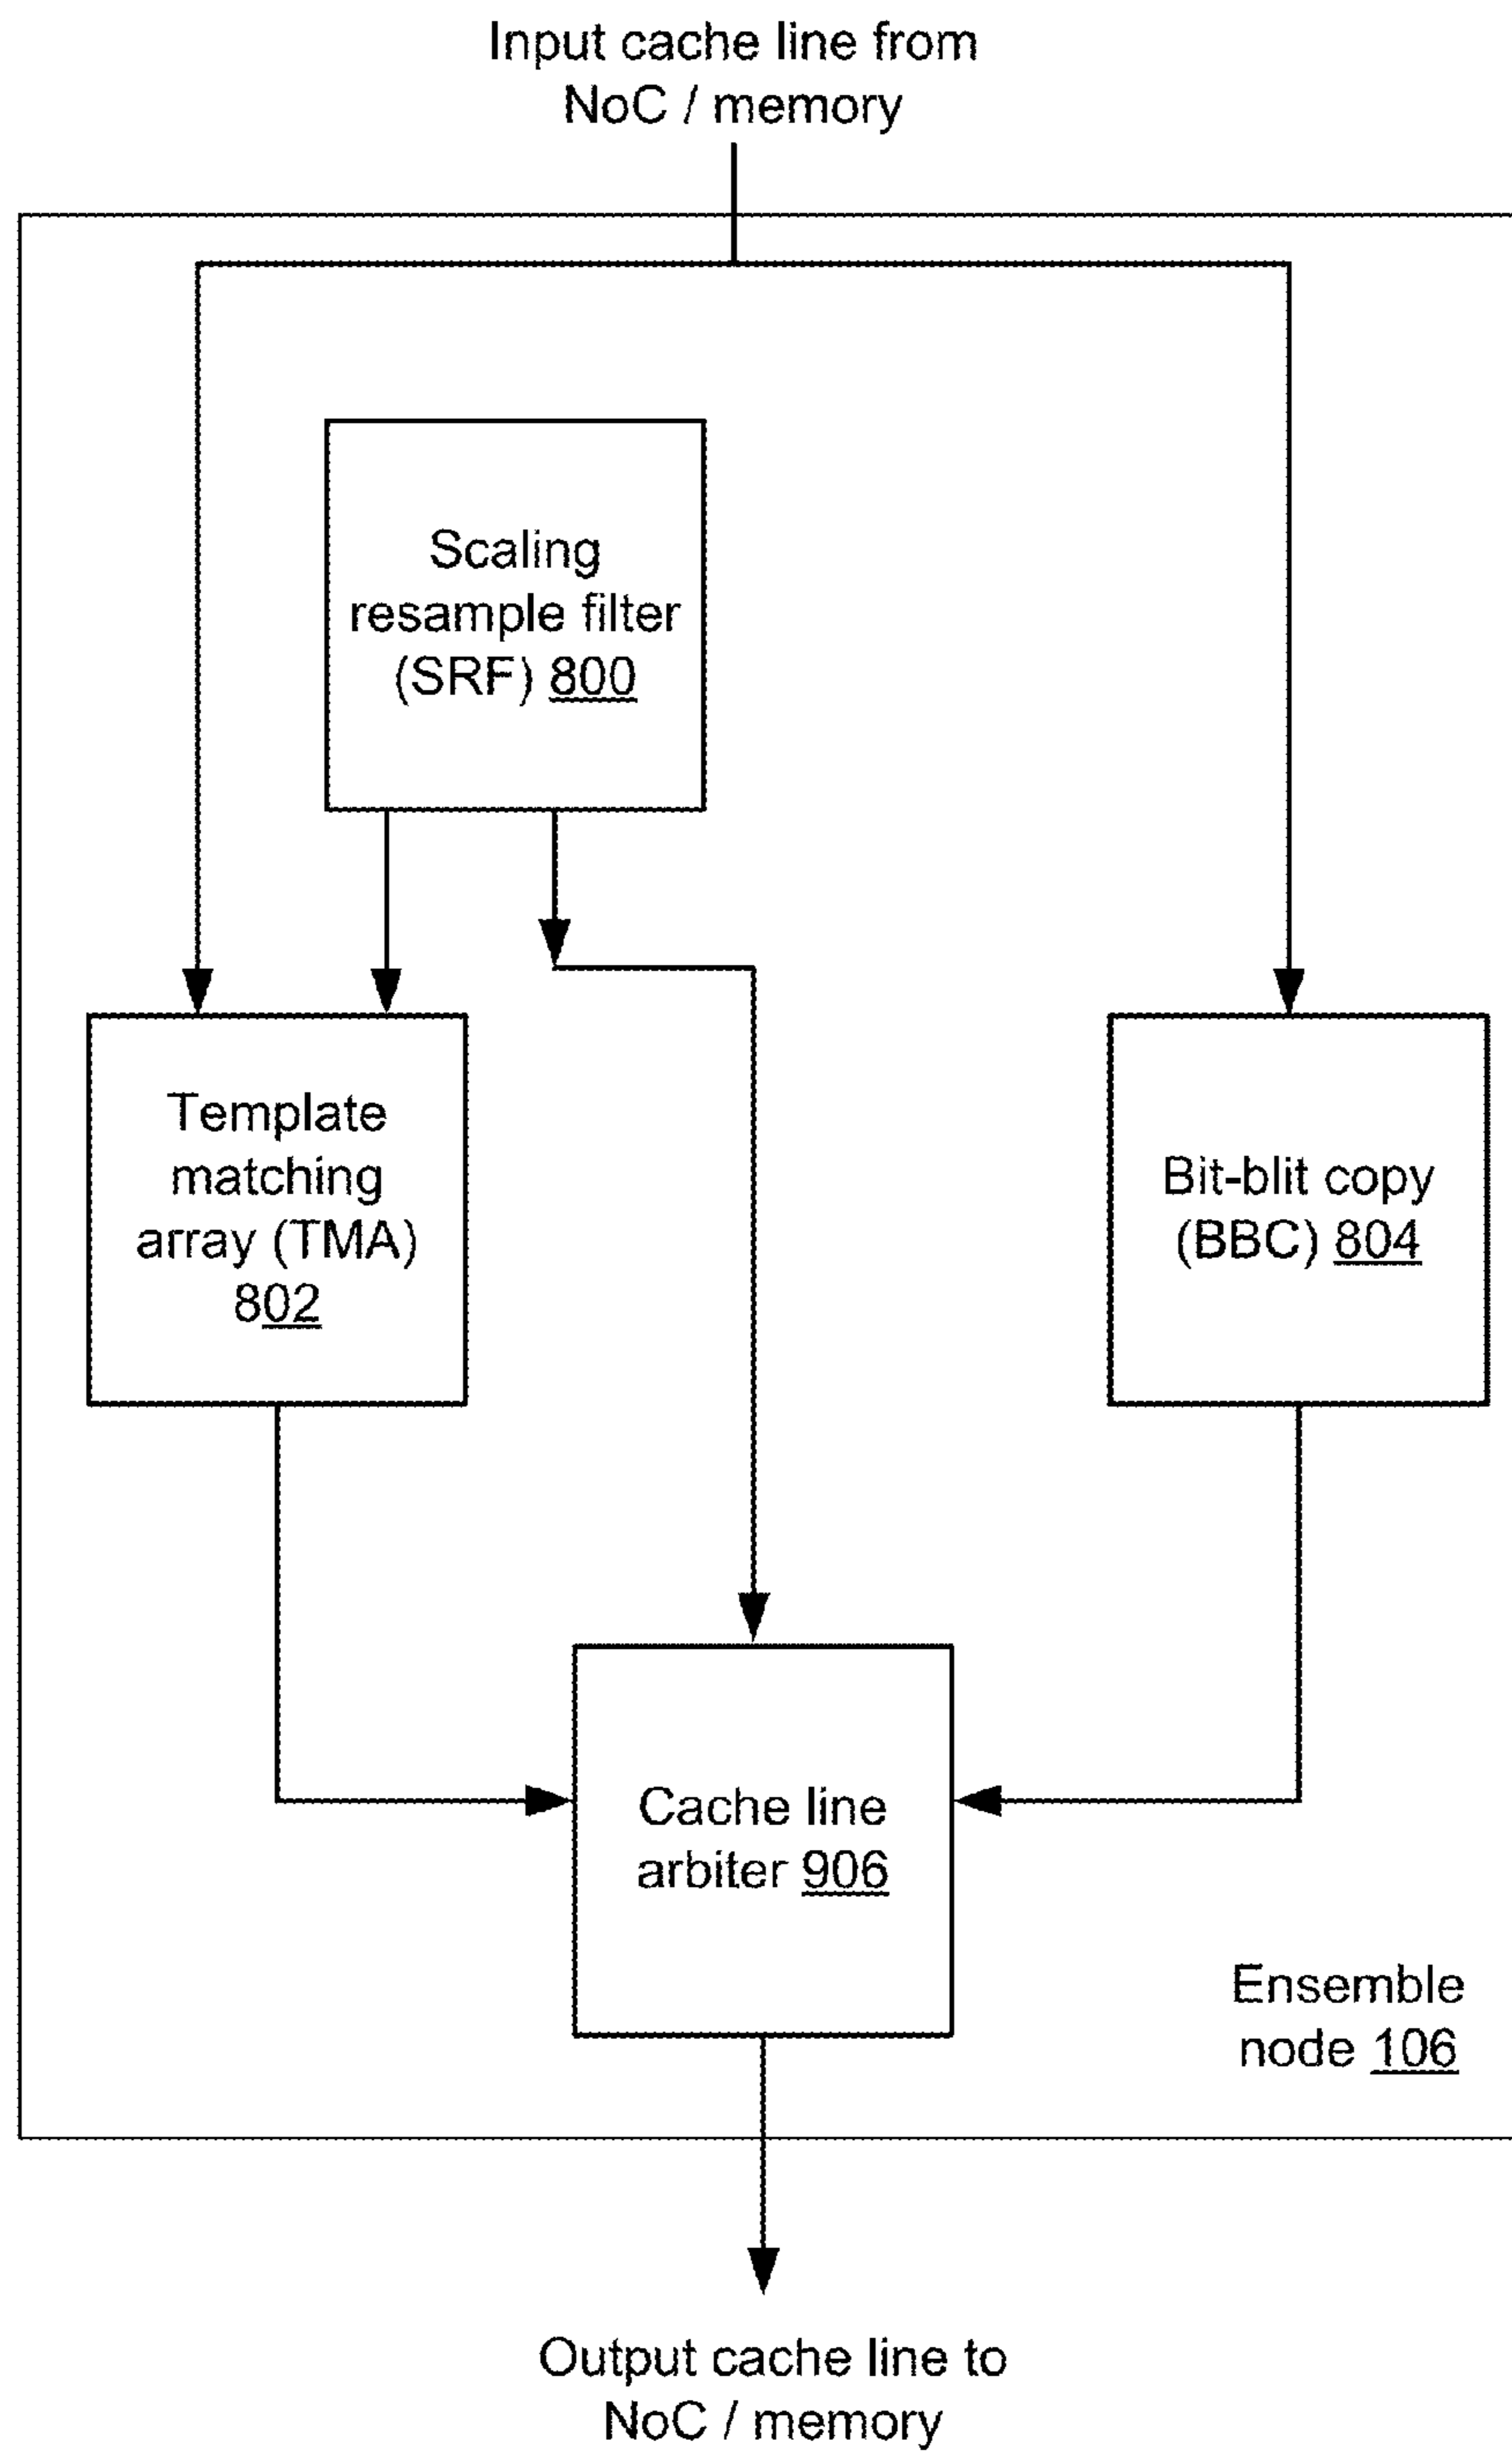 Input cache line from
NoC / memory
Scaling
resample filter
(SRF) 800
Template
matching
array (TMA)
802
Bit-blit copy
(BBC) 804
Cache line
arbiter 906
Ensemble
node 106
Output cache line to
NoC / memory